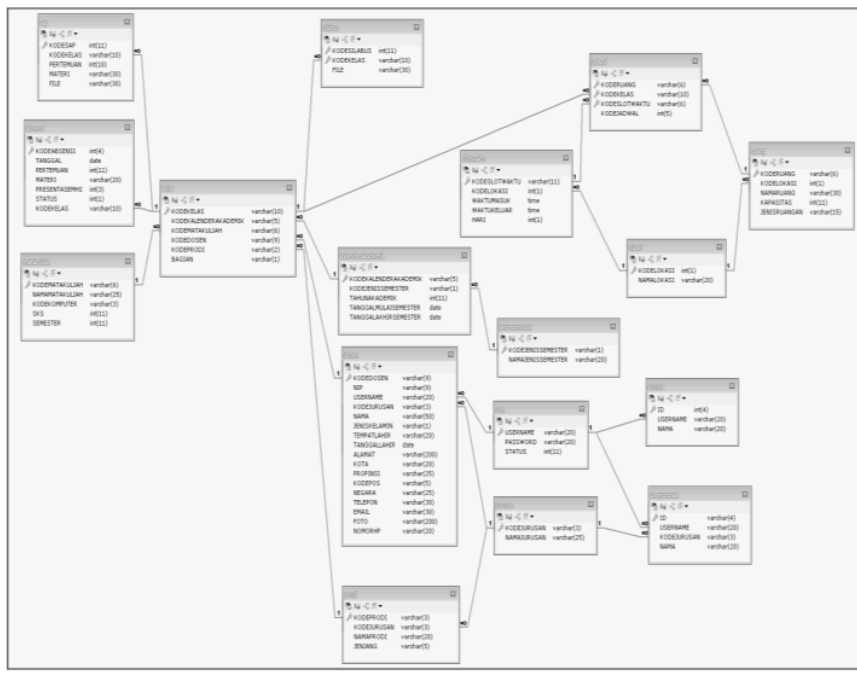 KODESAP int(11)
KODEKELAS varchar(10)
PERTEMUAN int(10)
MATERI varchar(30)
FILE varchar(30)
KODESILABUS int(11)
KODEKELAS varchar(10)
FILE varchar(30)
KODERUANG varchar(6)
KODEKELAS varchar(10)
KODESLOTWAKTU varchar(6)
KODEJADWAL int(5)
KODEABSENSI int(4)
TANGGAL date
PERTEMUAN int(11)
MATERI varchar(20)
PRESENTASEMHS int(3)
STATUS int(1)
KODEKELAS varchar(10)
KODESLOTWAKTU varchar(11)
KODELOKASI int(1)
WAKTUMASUK time
WAKTUKELUAR time
HARI int(1)
KODERUANG varchar(6)
KODELOKASI int(1)
NAMARUANG varchar(30)
KAPASITAS int(11)
JENISRUANGAN varchar(15)
KODEKELAS varchar(10)
KODEKALENDERAKADEMIK varchar(5)
KODEMATAKULIAH varchar(6)
KODEDOSEN varchar(9)
KODEPRODI varchar(2)
BAGIAN varchar(1)
KODELOKASI int(1)
NAMALOKASI varchar(20)
KODEMATAKULIAH varchar(6)
NAMAMATAKULIAH varchar(25)
KODEKOMPUTER varchar(3)
SKS int(11)
SEMESTER int(11)
KODEKALENDERAKADEMIK varchar(5)
KODEJENISSEMESTER varchar(1)
TAHUNAKADEMIK int(11)
TANGGALMULAISEMESTER date
TANGGALAKHIRSEMESTER date
KODEJENISSEMESTER varchar(1)
NAMAJENISSEMESTER varchar(20)
KODEDOSEN varchar(9)
NIP varchar(9)
USERNAME varchar(20)
KODEJURUSAN varchar(3)
NAMA varchar(50)
JENISKELAMIN varchar(1)
TEMPATLAHIR varchar(20)
TANGGALLAHIR date
ALAMAT varchar(200)
KOTA varchar(20)
PROPINSI varchar(25)
KODEPOS varchar(5)
NEGARA varchar(25)
TELEPON varchar(30)
EMAIL varchar(30)
FOTO varchar(200)
NOMORHP varchar(20)
USERNAME varchar(20)
PASSWORD varchar(20)
STATUS int(11)
ID int(4)
USERNAME varchar(20)
NAMA varchar(20)
KODEJURUSAN varchar(3)
NAMAJURUSAN varchar(25)
ID varchar(4)
USERNAME varchar(20)
KODEJURUSAN varchar(3)
NAMA varchar(20)
KODEPRODI varchar(3)
KODEJURUSAN varchar(3)
NAMAPRODI varchar(20)
JENJANG varchar(5)